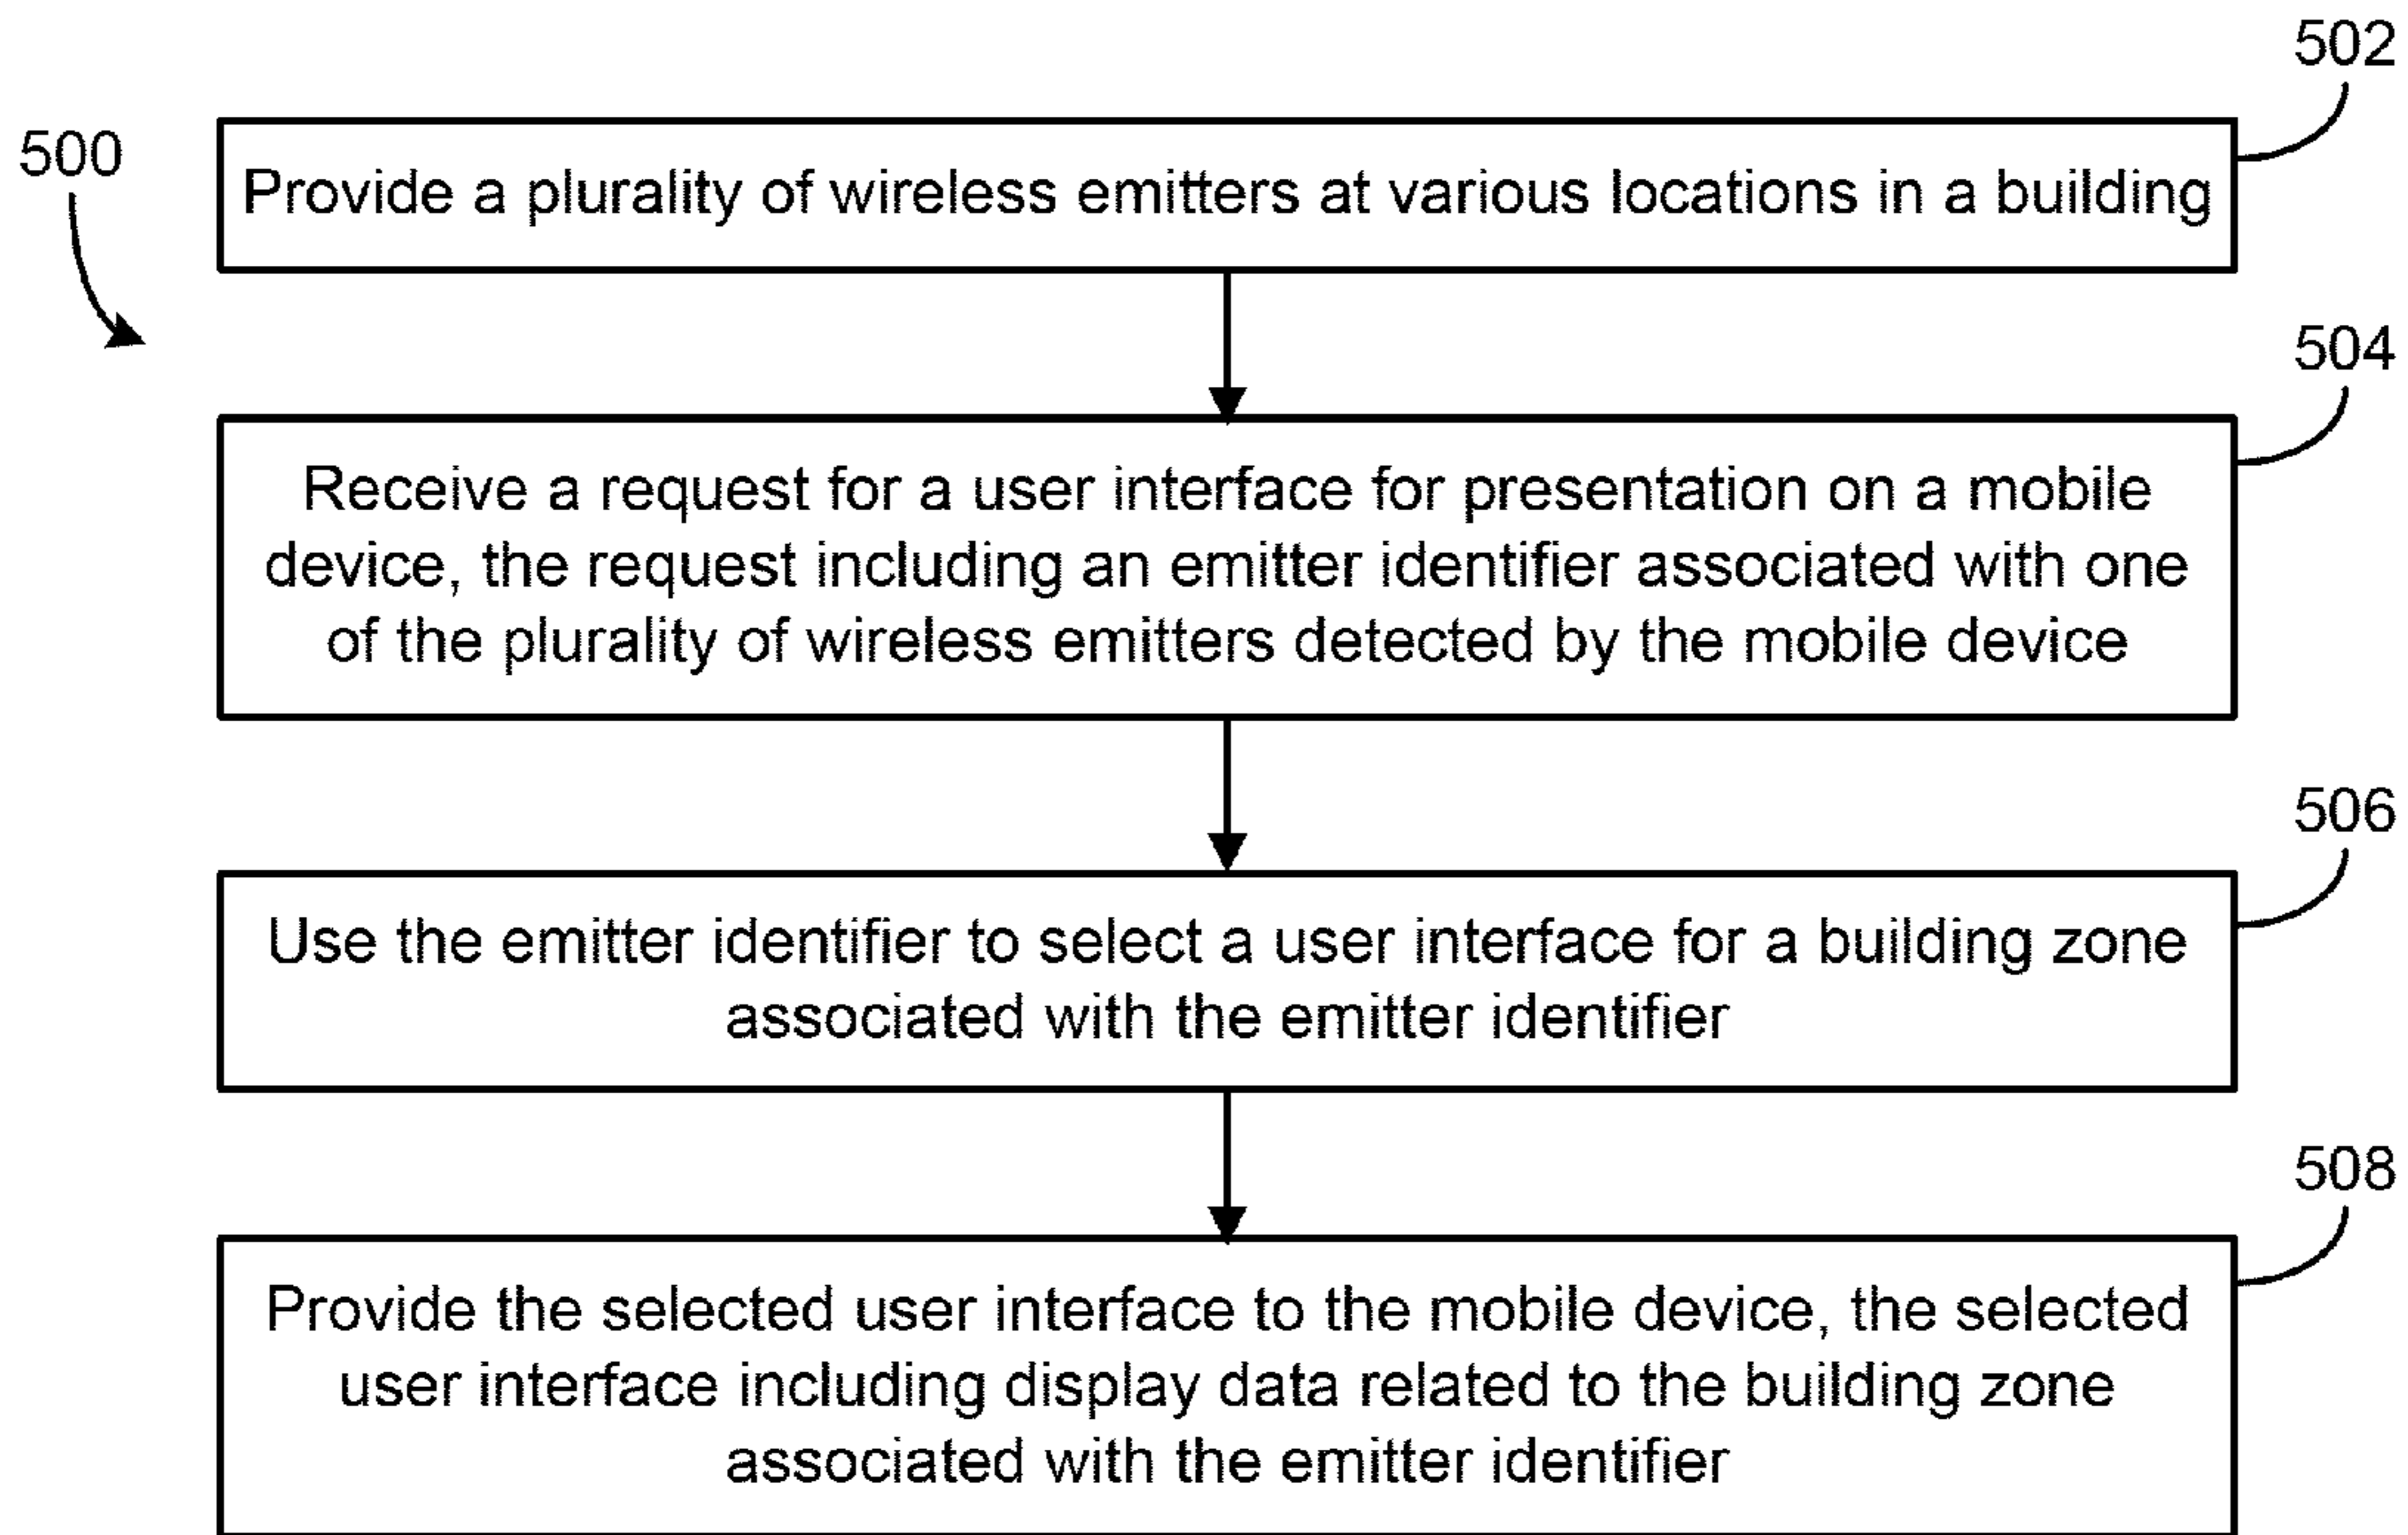 502
500
Provide a plurality of wireless emitters at various locations in a building
504
Receive a request for a user interface for presentation on a mobile
device, the request including an emitter identifier associated with one
of the plurality of wireless emitters detected by the mobile device
506
Use the emitter identifier to select a user interface for a building zone
associated with the emitter identifier
508
Provide the selected user interface to the mobile device, the selected
user interface including display data related to the building zone
associated with the emitter identifier